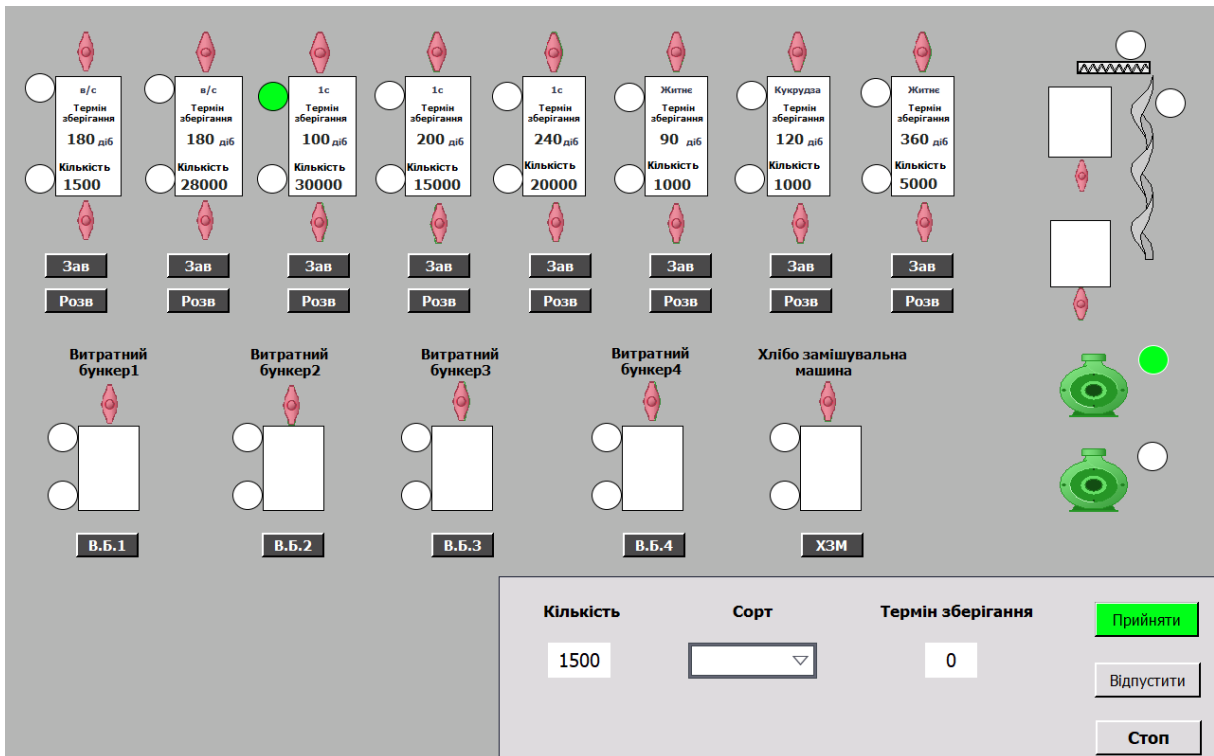 в/с
Термін
зберігання
180 діб
Кількість
1500
в/с
Термін
зберігання
180 діб
Кількість
28000
1с
Термін
зберігання
100 діб
Кількість
30000
1с
Термін
зберігання
200 діб
Кількість
15000
1с
Термін
зберігання
240 діб
Кількість
20000
Житнє
Термін
зберігання
90 діб
Кількість
1000
Кукрудза
Термін
зберігання
120 діб
Кількість
1000
Житнє
Термін
зберігання
360 діб
Кількість
5000
Зав Зав Зав Зав Зав Зав Зав Зав
Розв Розв Розв Розв Розв Розв Розв Розв
Витратний
бункер1
Витратний
бункер2
Витратний
бункер3
Витратний
бункер4
Хлібо замішувальна
машина
В.Б.1 В.Б.2 В.Б.3 В.Б.4 ХЗМ
Кількість Сорт Термін зберігання
Прийняти
1500 0
Відпустити
Стоп